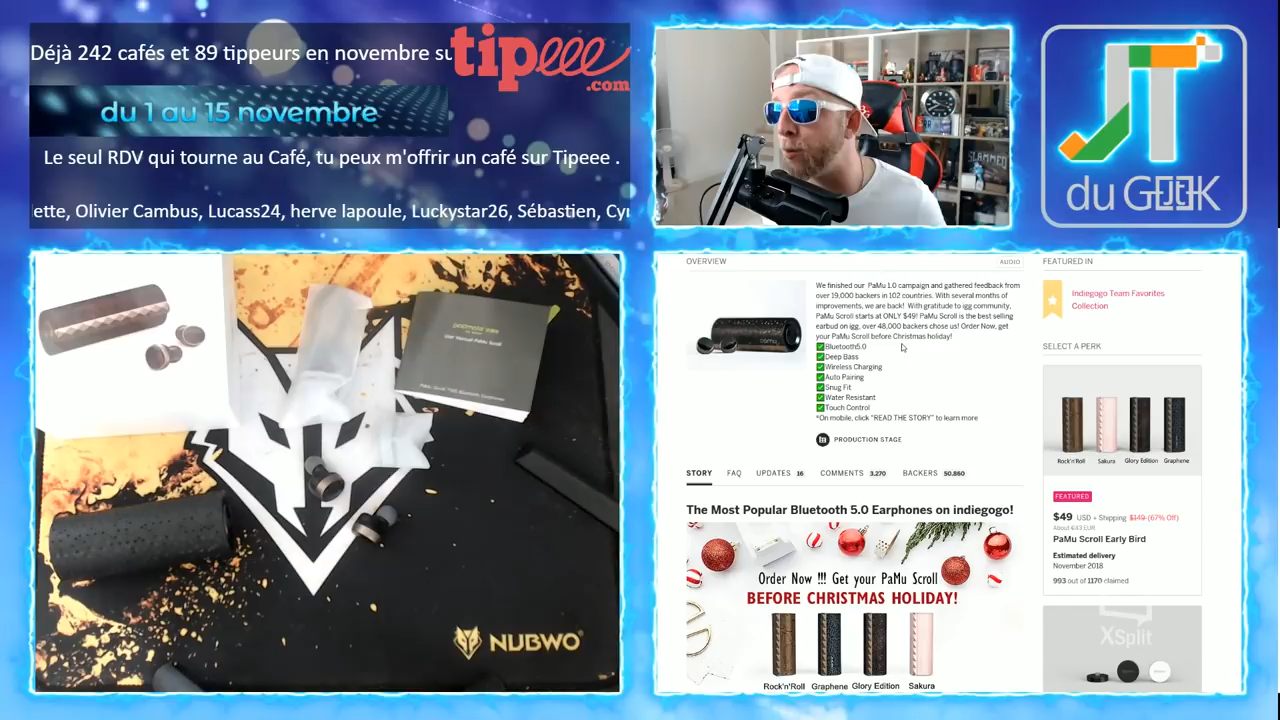 Déjà 242 cafés et 89 tippeurs en novembre su
tipeee
.com
du 1 au 15 novembre
Le seul RDV qui tourne au Café, tu peux m'offrir un café sur Tipeee .
ette, Olivier Cambus, Lucass24, herve lapoule, Luckystar26, Sébastien, Cyr
SLAMMED
JT
du GEEK
User Manual-PaMu Scroll
NUBWO
OVERVIEW
AUDIO
We finished our PaMu 1.0 campaign and gathered feedback from
over 19,000 backers in 102 countries. With several months of
improvements, we are back! With gratitude to igg community,
PaMu Scroll starts at ONLY $49! PaMu Scroll is the best selling
earbud on igg, over 48,000 backers chose us! Order Now, get
your PaMu Scroll before Christmas holiday!
Bluetooth5.0
Deep Bass
Wireless Charging
Auto Pairing
Snug Fit
Water Resistant
Touch Control
*On mobile, click "READ THE STORY" to learn more
PRODUCTION STAGE
STORY FAQ UPDATES 16 COMMENTS 3,270 BACKERS 50,860
The Most Popular Bluetooth 5.0 Earphones on indiegogo!
Order Now !!! Get your PaMu Scroll
BEFORE CHRISTMAS HOLIDAY!
Rock'n'Roll Graphene Glory Edition Sakura
FEATURED IN
Indiegogo Team Favorites
Collection
SELECT A PERK
Rock'n'Roll Sakura Glory Edition Graphene
FEATURED
$49 USD + Shipping $149 (67% Off)
About €43 EUR
PaMu Scroll Early Bird
Estimated delivery
November 2018
993 out of 1170 claimed
XSplit